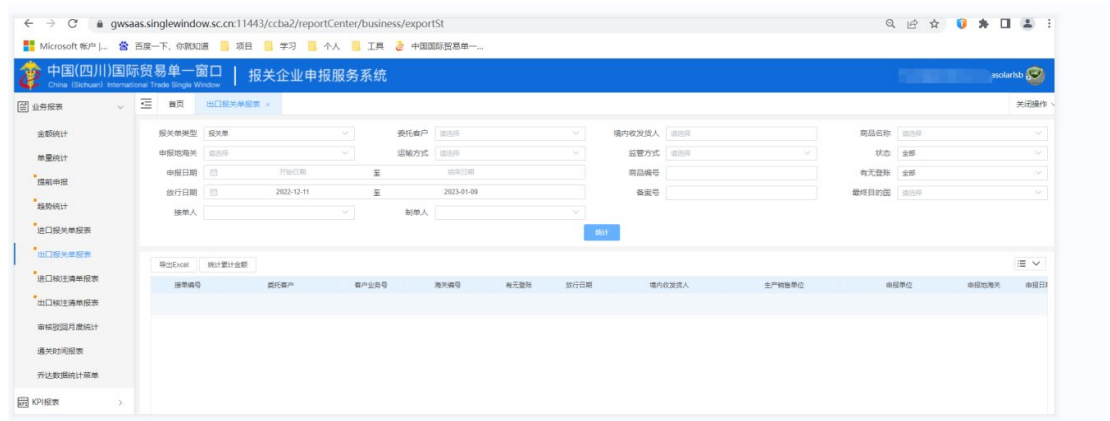 gwsaas.singlewindow.sc.cn:11443/ccba2/reportCenter/business/exportSt
Microsoft 帐户 |... 百度一下，你就知道 项目 学习 个人 工具 中国国际贸易单一...
中国(四川)国际贸易单一窗口 | 报关企业申报服务系统
China (Sichuan) International Trade Single Window
asolarlsb
业务报表 首页 出口报关单报表 × 关闭操作
金额统计
单量统计
提前申报
趋势统计
进口报关单报表
出口报关单报表
进口核注清单报表
出口核注清单报表
审核驳回月度统计
通关时间报表
乔达数据统计菜单
KPI报表
报关单类型 报关单 委托客户 请选择 境内收发货人 请选择 商品名称 请选择
申报地海关 请选择 运输方式 请选择 监管方式 请选择 状态 全部
申报日期 开始日期 至 结束日期 商品编号 有无登账 全部
放行日期 2022-12-11 至 2023-01-09 备案号 最终目的国 请选择
接单人 制单人
统计
导出Excel 统计累计金额
接单编号 委托客户 客户业务号 海关编号 有无登账 放行日期 境内收发货人 生产销售单位 申报单位 申报地海关 申报日期